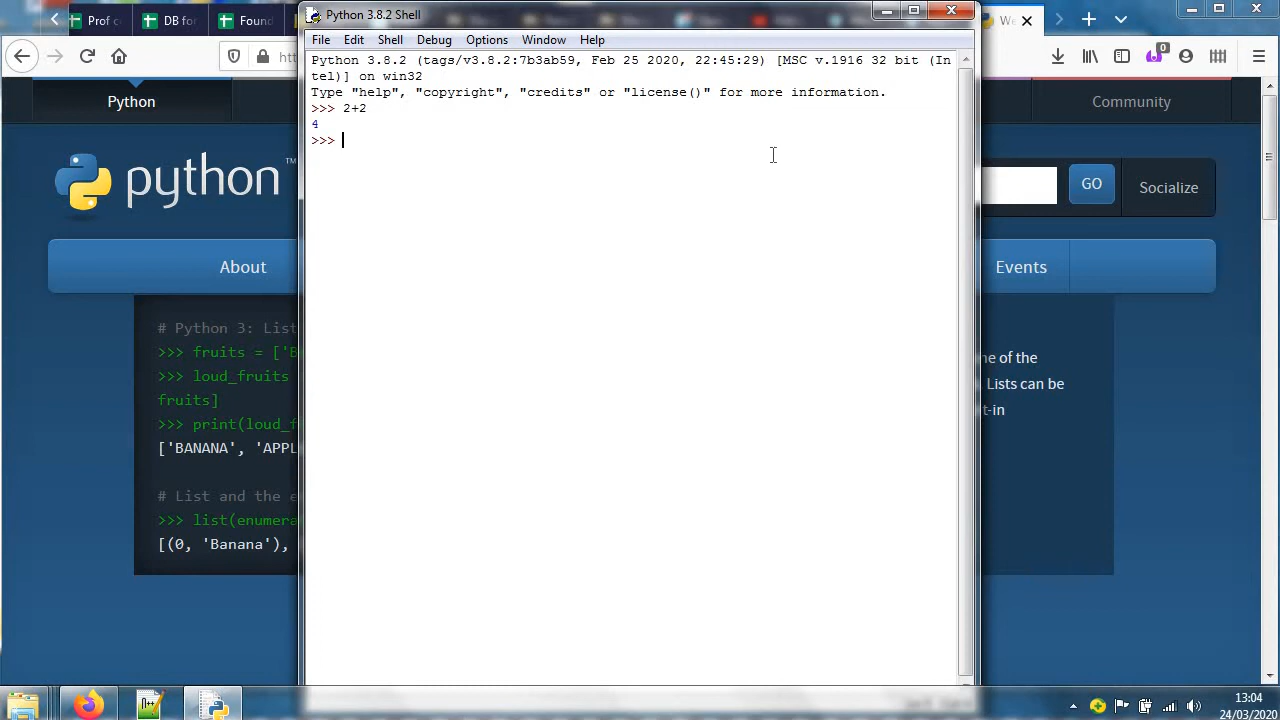 Prof c
DB for
Foun
Python 3.8.2 Shell
We
File Edit Shell Debug Options Window Help
0
Python 3.8.2 (tags/v3.8.2:7b3ab59, Feb 25 2020, 22:45:29) [MSC v.1916 32 bit (In
tel)] on win32
Type "help", "copyright", "credits" or "license()" for more information.
>>> 2+2
4
>>>
Python
Community
python™
GO
Socialize
About
Events
# Python 3: List
>>> fruits = ['B
>>> loud_fruits
fruits]
>>> print(loud_f
['BANANA', 'APPL
# List and the e
>>> list(enumera
[(0, 'Banana'),
ne of the
Lists can be
t-in
13:04
24/03/2020